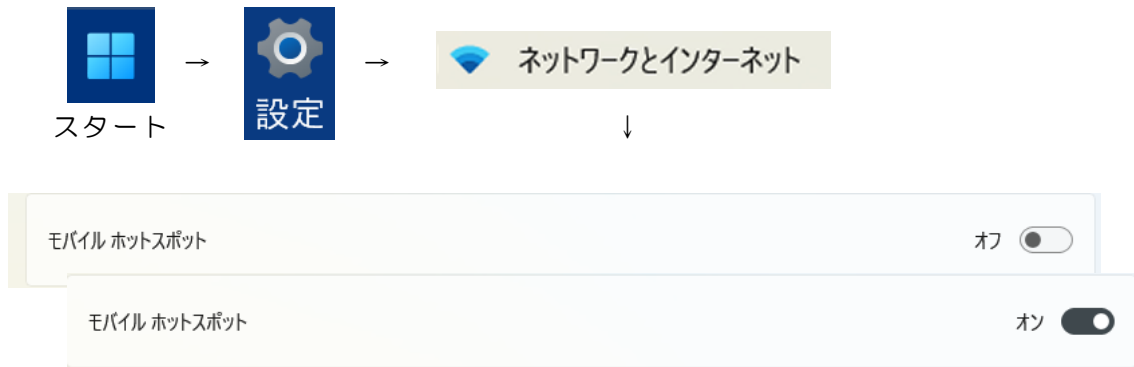 → → ネットワークとインターネット
設定
スタート
↓
モバイル ホットスポット オフ
モバイル ホットスポット オン